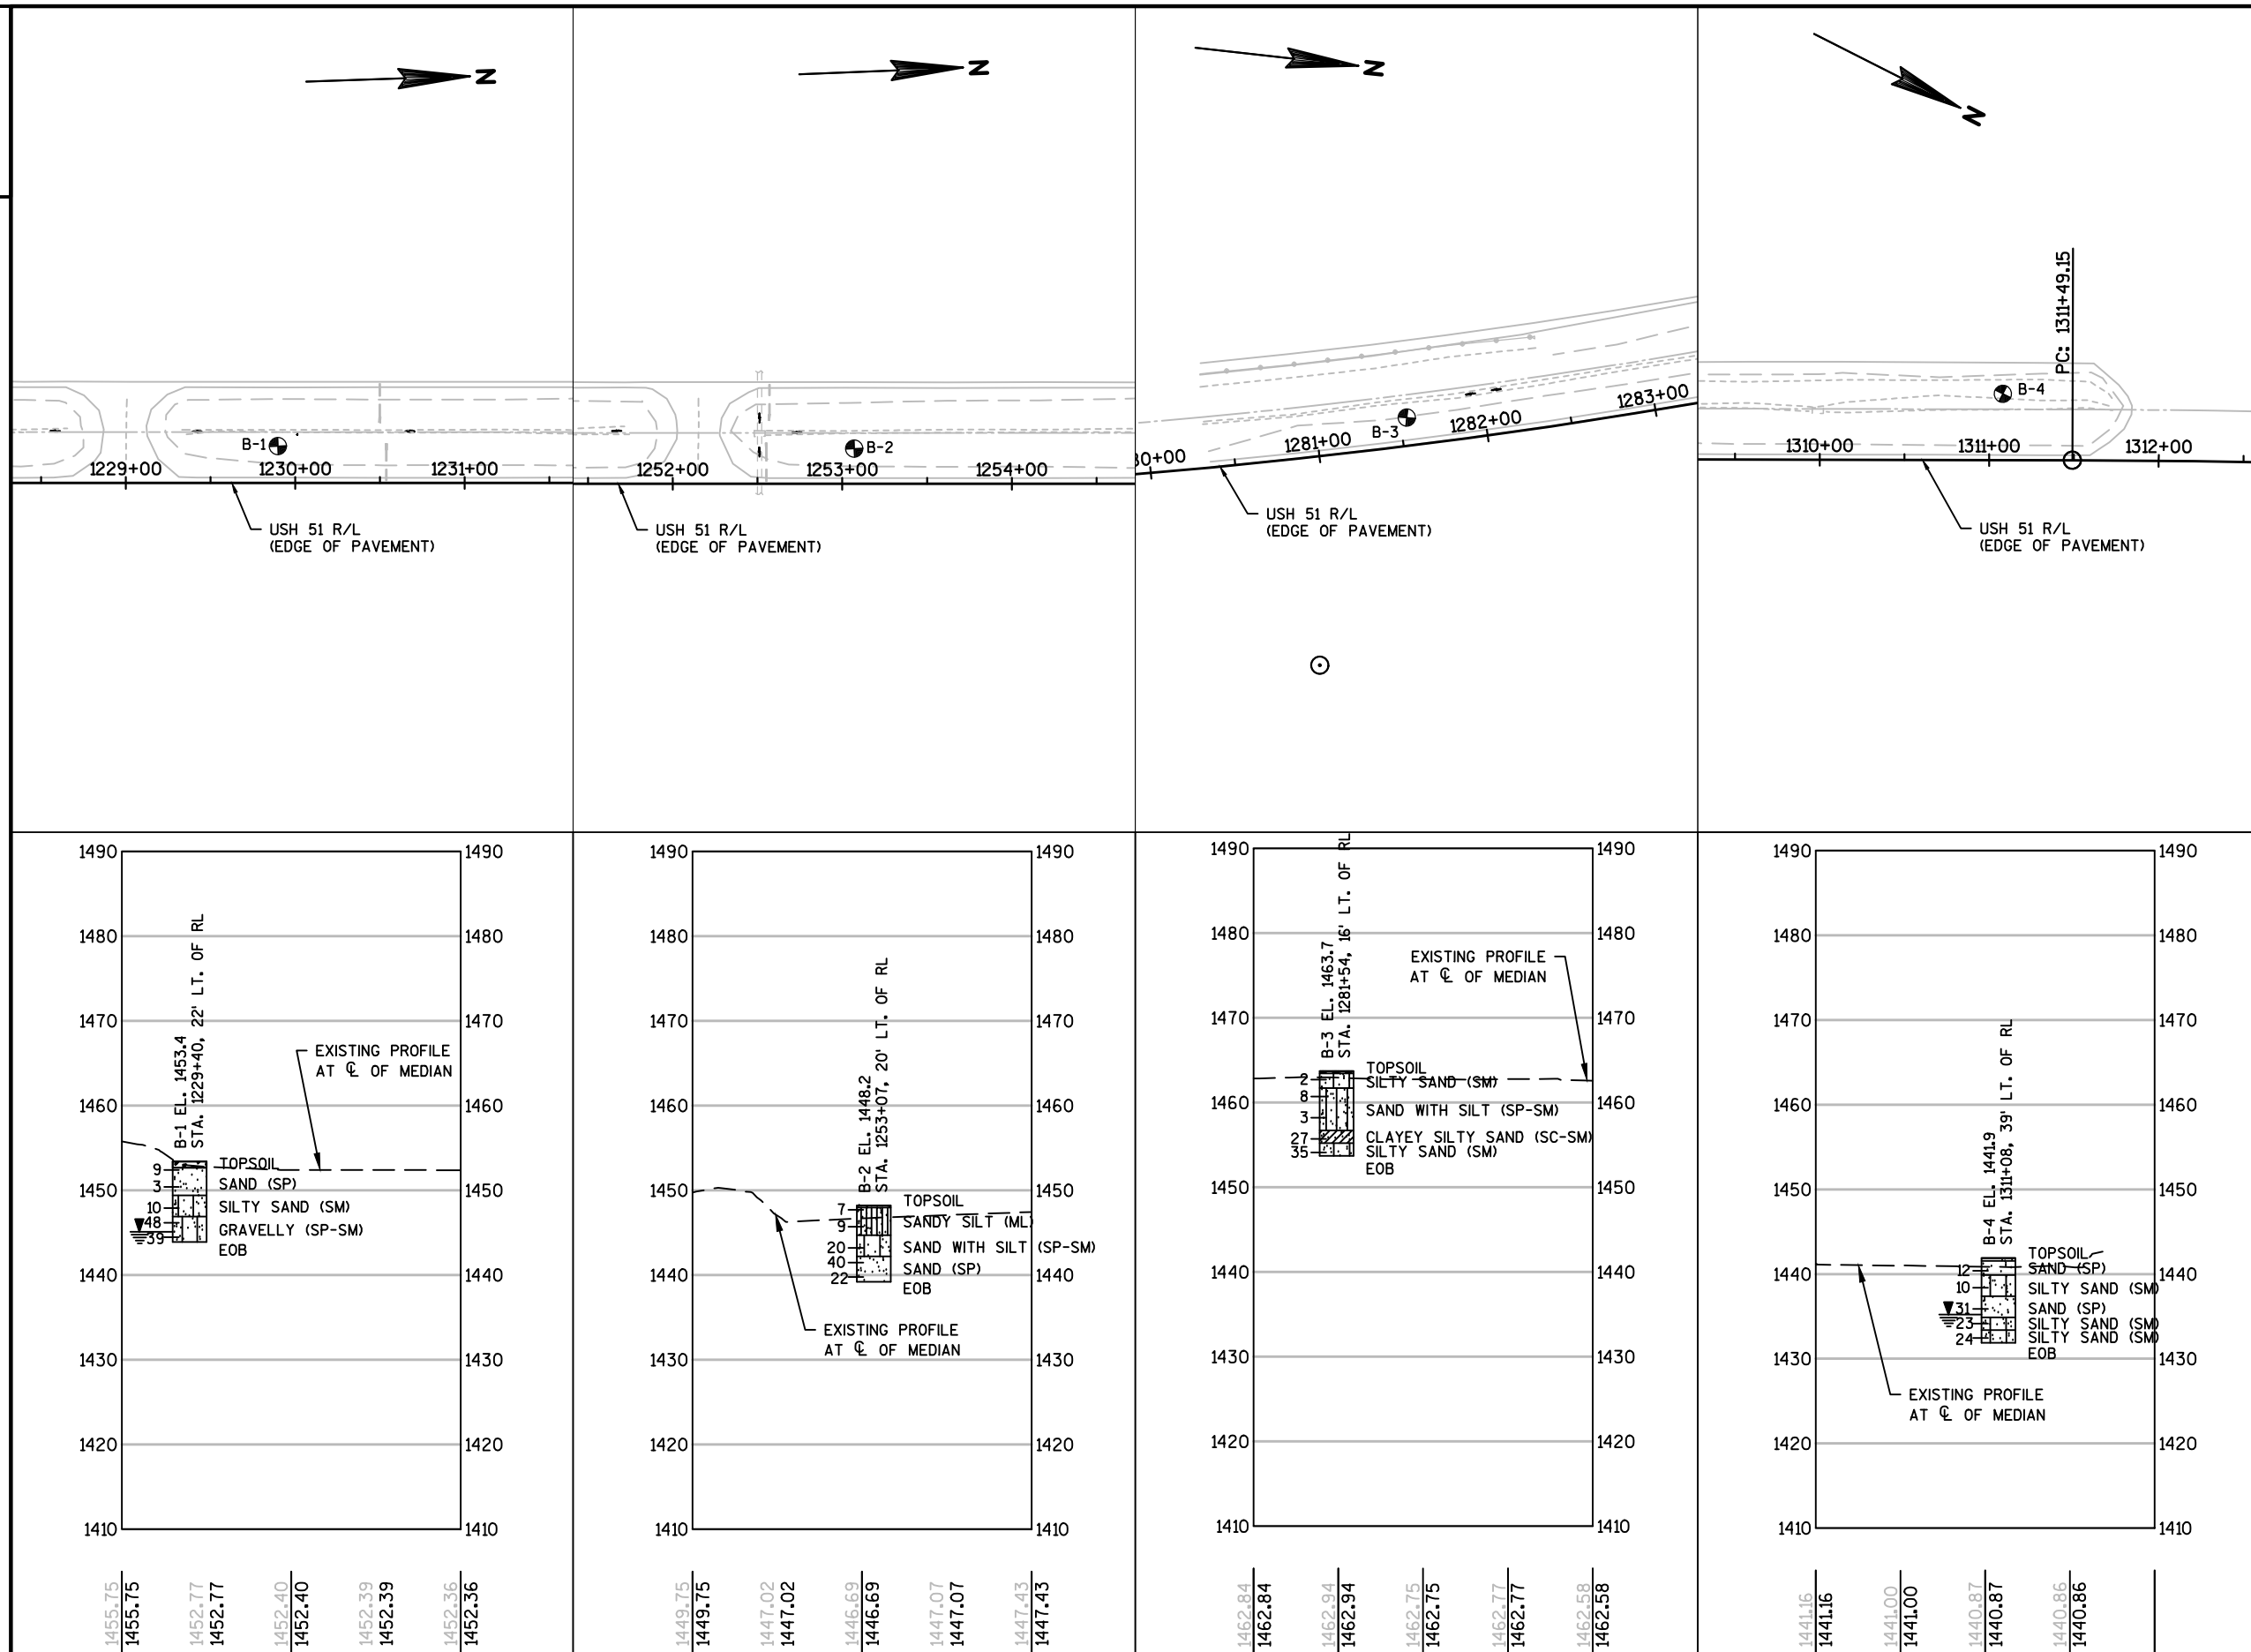 N
1229+00
1230+00
1231+00
B-1
USH 51 R/L
(EDGE OF PAVEMENT)
N
1252+00
1253+00
1254+00
B-2
USH 51 R/L
(EDGE OF PAVEMENT)
N
80+00
1281+00
1282+00
1283+00
B-3
USH 51 R/L
(EDGE OF PAVEMENT)
N
PC: 1311+49.15
B-4
1310+00
1311+00
1312+00
USH 51 R/L
(EDGE OF PAVEMENT)
1490 1490
1480 1480
1470 1470
1460 1460
1450 1450
1440 1440
1430 1430
1420 1420
1410 1410
B-1 EL. 1453.4
STA. 1229+40, 22' LT. OF RL
EXISTING PROFILE
AT ℄ OF MEDIAN
9
3
10
48
39
TOPSOIL
SAND (SP)
SILTY SAND (SM)
GRAVELLY (SP-SM)
EOB
1455.75 1455.75
1452.77 1452.77
1452.40 1452.40
1452.39 1452.39
1452.36 1452.36
1490 1490
1480 1480
1470 1470
1460 1460
1450 1450
1440 1440
1430 1430
1420 1420
1410 1410
B-2 EL. 1448.2
STA. 1253+07, 20' LT. OF RL
7
9
20
40
22
TOPSOIL
SANDY SILT (ML)
SAND WITH SILT (SP-SM)
SAND (SP)
EOB
EXISTING PROFILE
AT ℄ OF MEDIAN
1449.75 1449.75
1447.02 1447.02
1446.69 1446.69
1447.07 1447.07
1447.43 1447.43
1490 1490
1480 1480
1470 1470
1460 1460
1450 1450
1440 1440
1430 1430
1420 1420
1410 1410
B-3 EL. 1463.7
STA. 1281+54, 16' LT. OF RL
EXISTING PROFILE
AT ℄ OF MEDIAN
2
8
3
27
35
TOPSOIL
SILTY SAND (SM)
SAND WITH SILT (SP-SM)
CLAYEY SILTY SAND (SC-SM)
SILTY SAND (SM)
EOB
1462.84 1462.84
1462.94 1462.94
1462.75 1462.75
1462.77 1462.77
1462.58 1462.58
1490 1490
1480 1480
1470 1470
1460 1460
1450 1450
1440 1440
1430 1430
1420 1420
1410 1410
B-4 EL. 1441.9
STA. 1311+08, 39' LT. OF RL
12
10
31
23
24
TOPSOIL
SAND (SP)
SILTY SAND (SM)
SAND (SP)
SILTY SAND (SM)
SILTY SAND (SM)
EOB
EXISTING PROFILE
AT ℄ OF MEDIAN
1441.16 1441.16
1441.00 1441.00
1440.87 1440.87
1440.86 1440.86